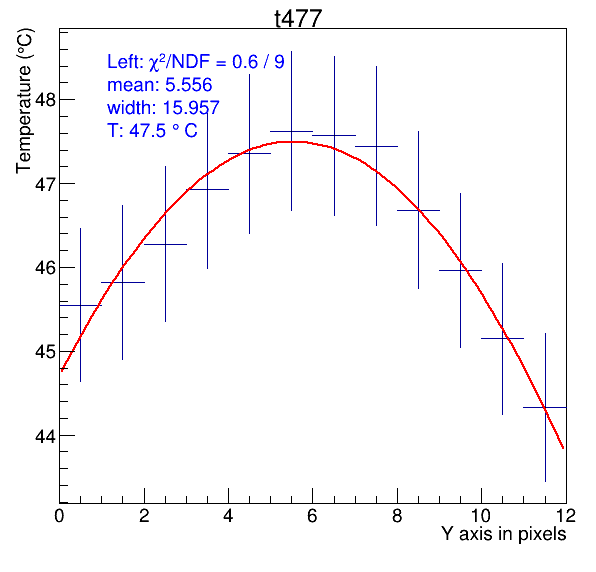 t477
Temperature (°C)
Left: χ²/NDF = 0.6 / 9
mean: 5.556
width: 15.957
T: 47.5 ° C
48
47
46
45
44
0 2 4 6 8 10 12
Y axis in pixels